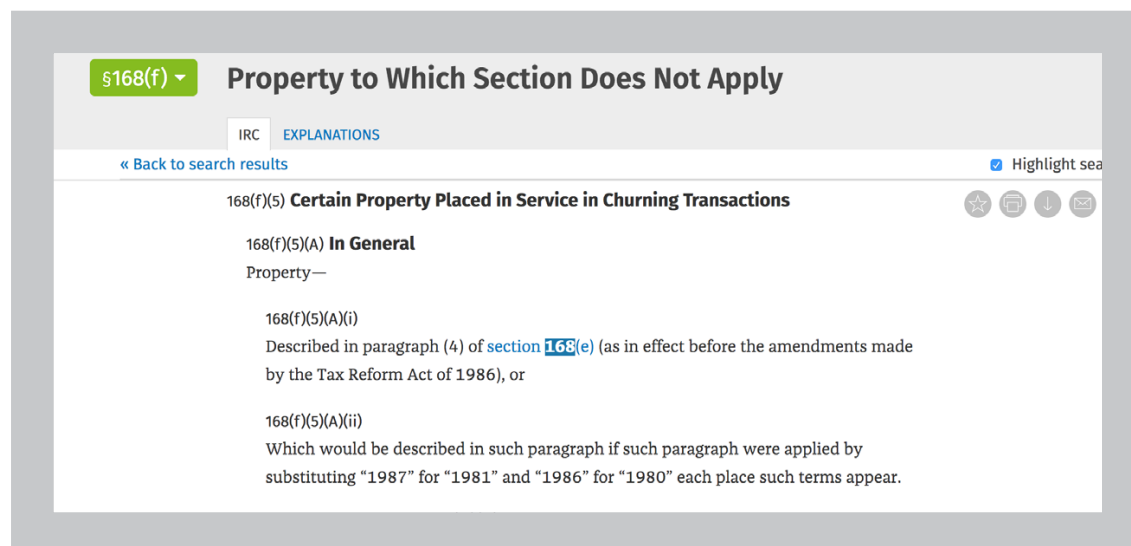 §168(f)
Property to Which Section Does Not Apply
IRC EXPLANATIONS
« Back to search results
Highlight sea
168(f)(5) Certain Property Placed in Service in Churning Transactions
168(f)(5)(A) In General
Property—
168(f)(5)(A)(i)
Described in paragraph (4) of section 168(e) (as in effect before the amendments made
by the Tax Reform Act of 1986), or
168(f)(5)(A)(ii)
Which would be described in such paragraph if such paragraph were applied by
substituting “1987” for “1981” and “1986” for “1980” each place such terms appear.